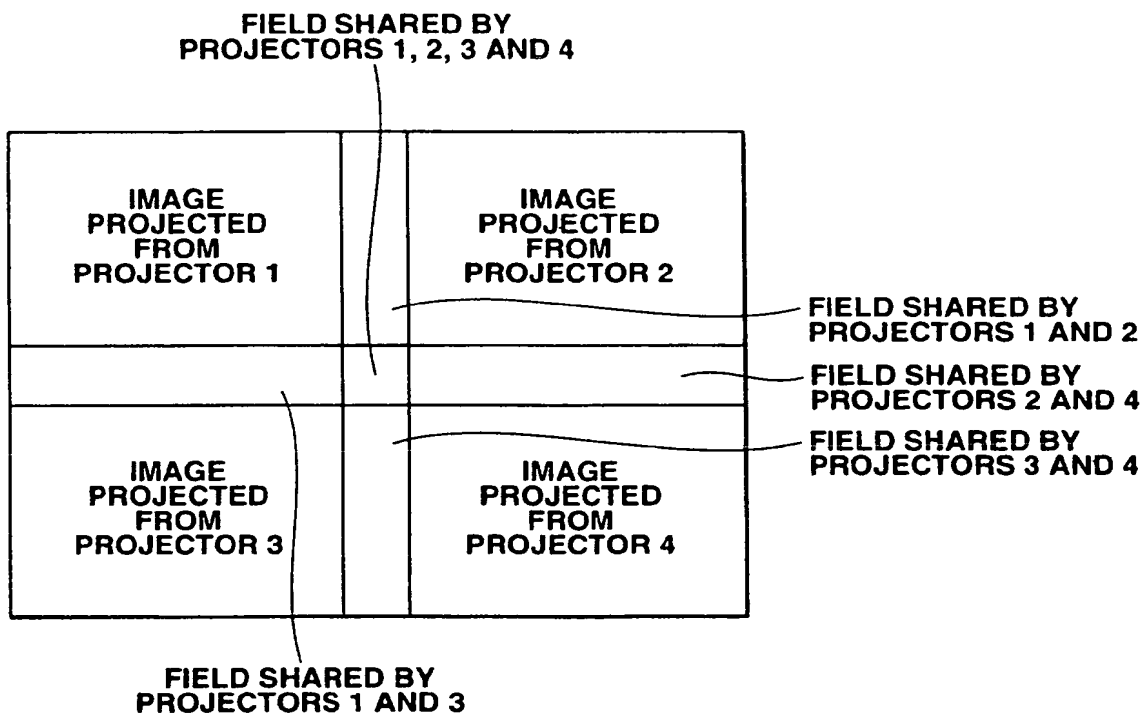 FIELD SHARED BY
PROJECTORS 1, 2, 3 AND 4
IMAGE
PROJECTED
FROM
PROJECTOR 1
IMAGE
PROJECTED
FROM
PROJECTOR 2
FIELD SHARED BY
PROJECTORS 1 AND 2
FIELD SHARED BY
PROJECTORS 2 AND 4
FIELD SHARED BY
PROJECTORS 3 AND 4
IMAGE
PROJECTED
FROM
PROJECTOR 3
IMAGE
PROJECTED
FROM
PROJECTOR 4
FIELD SHARED BY
PROJECTORS 1 AND 3